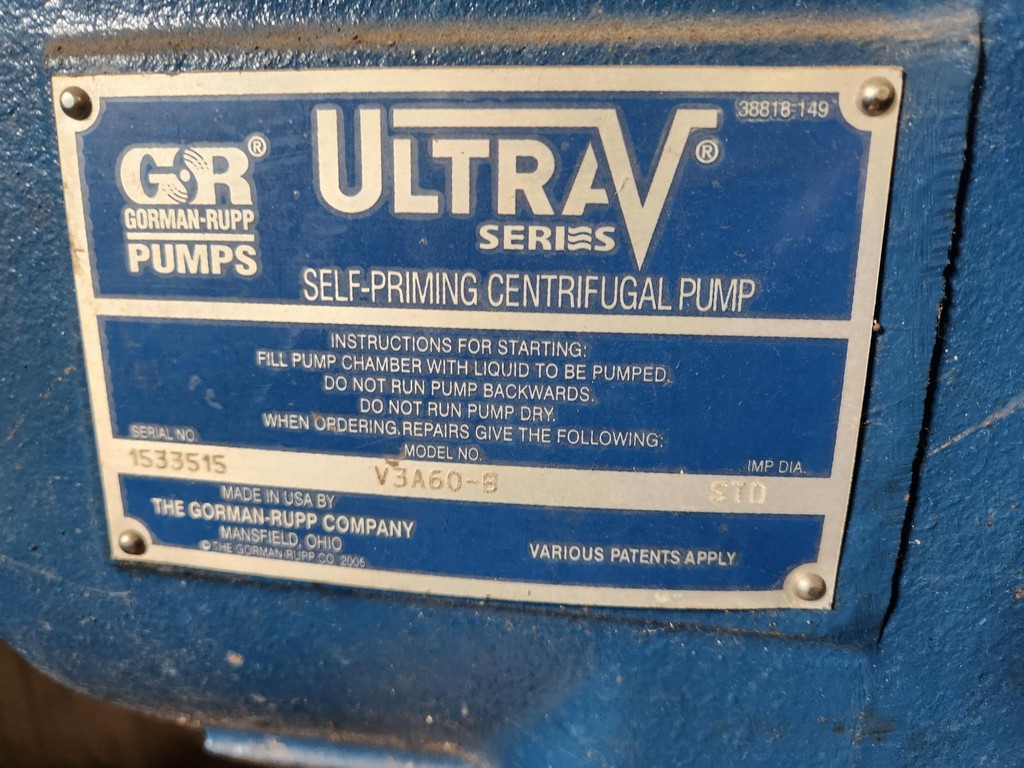 38818-149
GR®
GORMAN-RUPP
PUMPS
ULTRAV®
SERIES
SELF-PRIMING CENTRIFUGAL PUMP
INSTRUCTIONS FOR STARTING:
FILL PUMP CHAMBER WITH LIQUID TO BE PUMPED.
DO NOT RUN PUMP BACKWARDS.
DO NOT RUN PUMP DRY.
WHEN ORDERING REPAIRS GIVE THE FOLLOWING:
SERIAL NO. MODEL NO. IMP DIA.
1533515 V3A60-B STD
MADE IN USA BY
THE GORMAN-RUPP COMPANY
MANSFIELD, OHIO
© THE GORMAN-RUPP CO. 2005
VARIOUS PATENTS APPLY